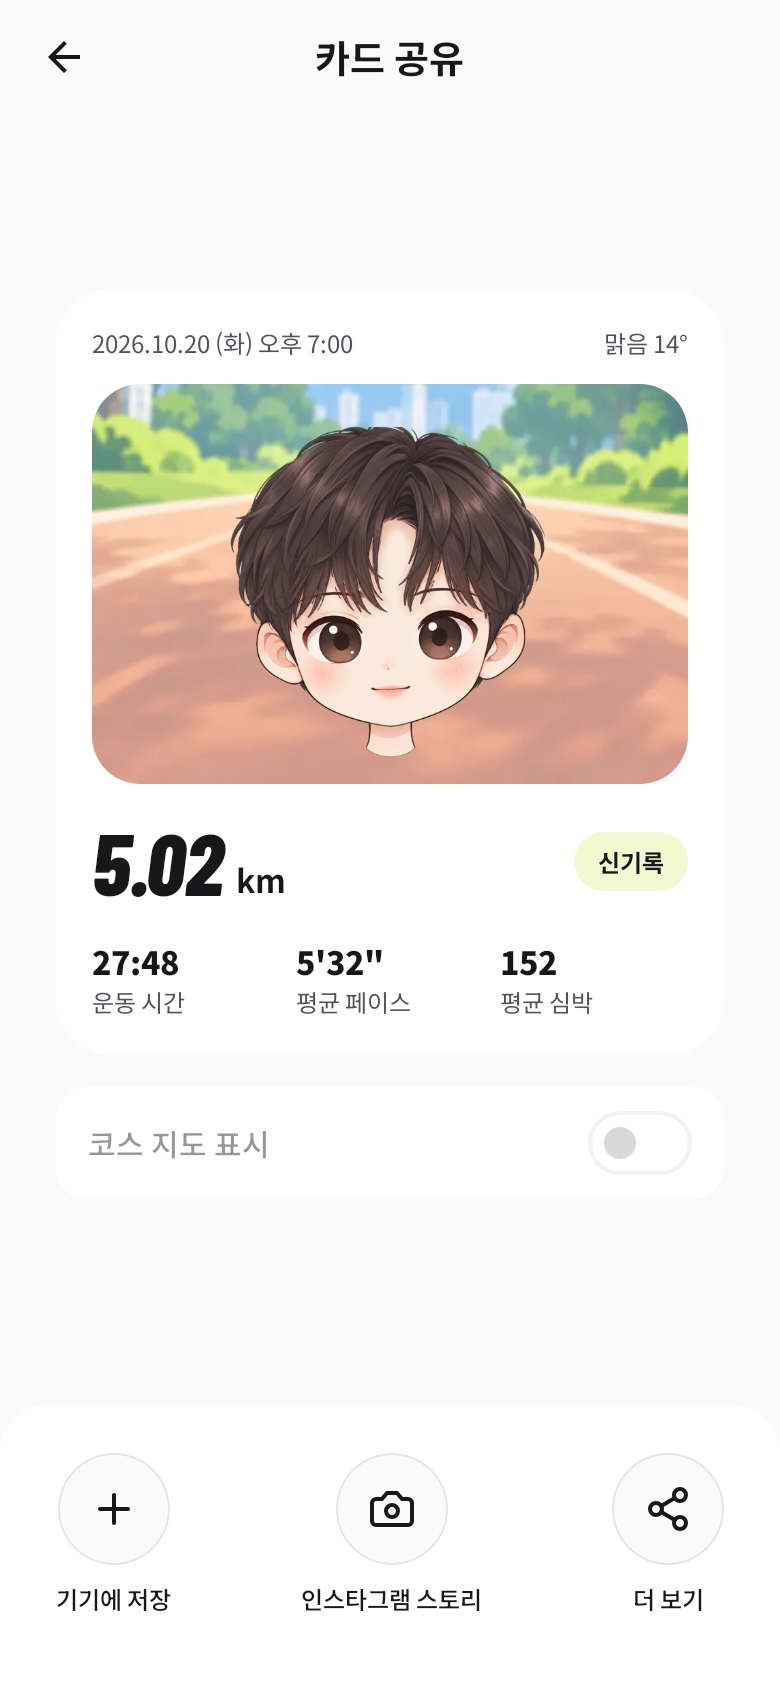 카드 공유
2026.10.20 (화) 오후 7:00 맑음 14°
5.02 km 신기록
27:48 5'32" 152
운동 시간 평균 페이스 평균 심박
코스 지도 표시
기기에 저장 인스타그램 스토리 더 보기